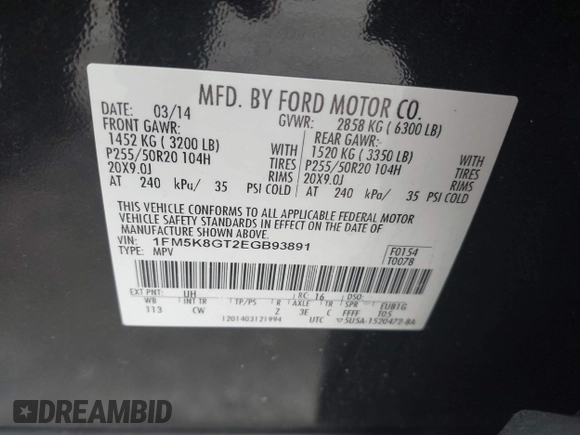 MFD. BY FORD MOTOR CO.
DATE: 03/14 GVWR: 2858 KG ( 6300 LB)
FRONT GAWR: REAR GAWR:
1452 KG ( 3200 LB) WITH 1520 KG ( 3350 LB) WITH
P255/50R20 104H TIRES P255/50R20 104H TIRES
20X9.0J RIMS 20X9.0J RIMS
AT 240 kPa/ 35 PSI COLD AT 240 kPa/ 35 PSI COLD
THIS VEHICLE CONFORMS TO ALL APPLICABLE FEDERAL MOTOR
VEHICLE SAFETY STANDARDS IN EFFECT ON THE DATE OF
MANUFACTURE SHOWN ABOVE.
VIN: 1FM5K8GT2EGB93891 F0154
TYPE: MPV T0078
EXT PNT: UH RC: 16 DSO:
WB INT TR TP/PS R AXLE TR SPR EUB1G
113 CW Z 3E C FFFF T05
1201403121994 UTC ▽5U5A-1520472-BA
DREAMBID